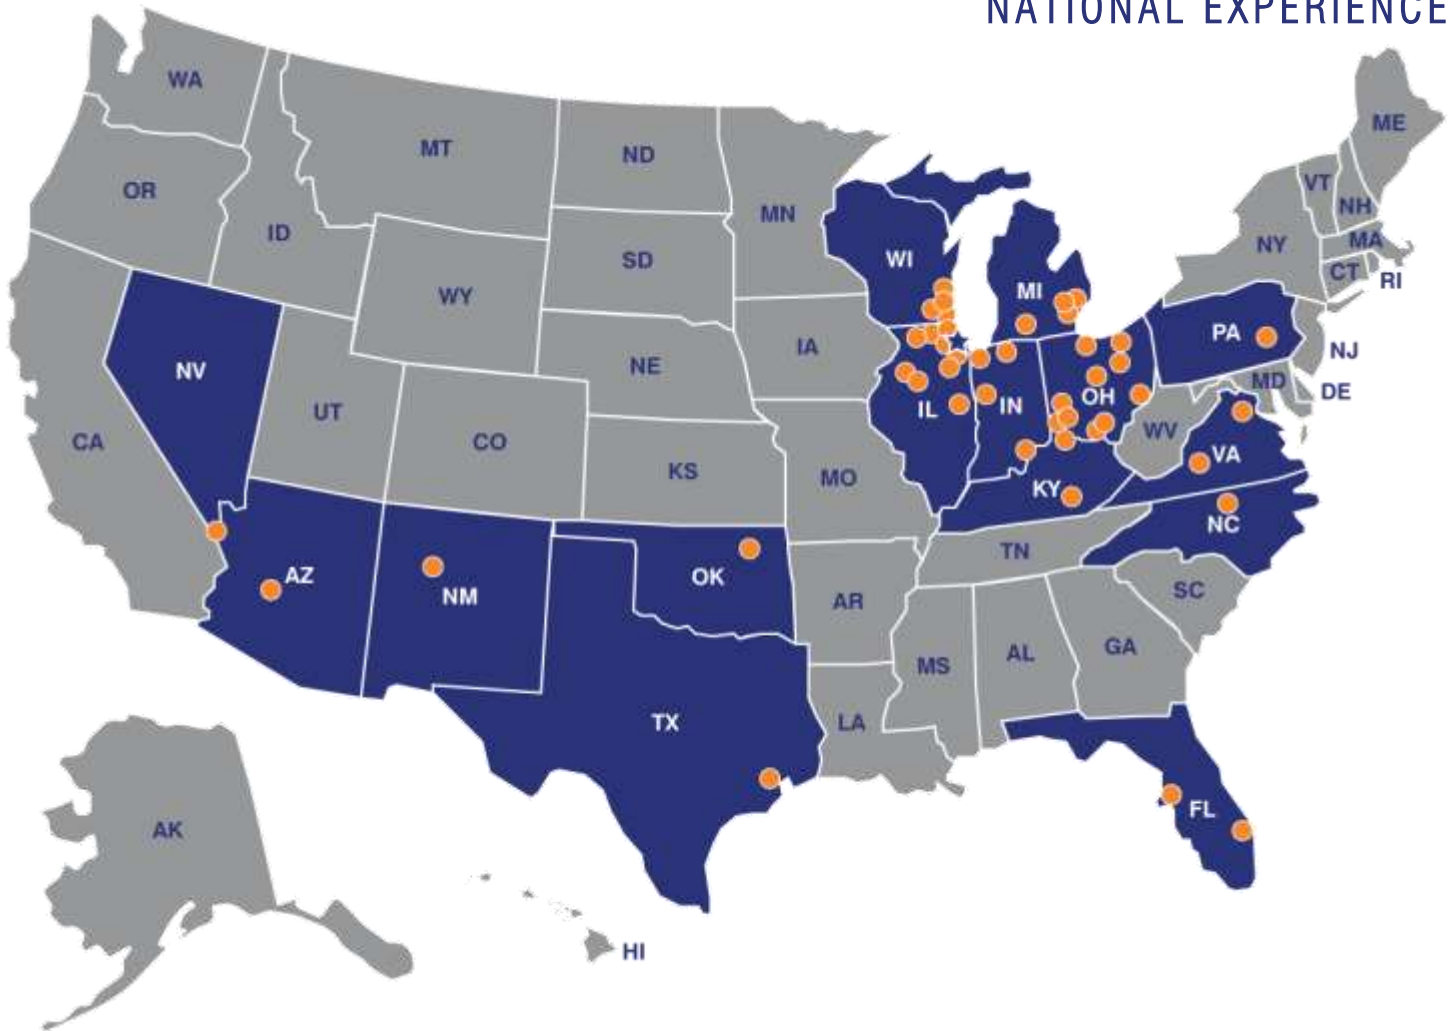 NATIONAL EXPERIENCE
WA
OR
CA
NV
ID
MT
WY
UT
AZ
CO
NM
ND
SD
NE
KS
OK
TX
MN
IA
MO
AR
LA
WI
IL
MI
IN
OH
KY
TN
MS
AL
GA
FL
SC
NC
VA
WV
PA
MD
DE
NJ
NY
CT
RI
MA
VT
NH
ME
AK
HI